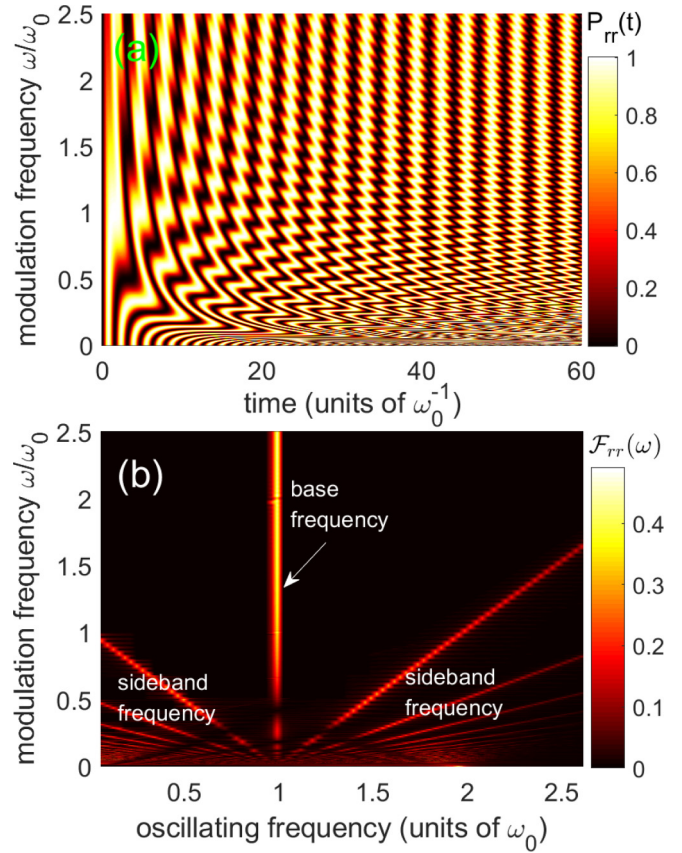 P_rr(t)
(a)
modulation frequency ω/ω_0
2.5
2
1.5
1
0.5
0
1
0.8
0.6
0.4
0.2
0
0
20
40
60
time (units of ω_0^-1)
(b)
modulation frequency ω/ω_0
2.5
2
1.5
1
0.5
0
base
frequency
sideband
frequency
sideband
frequency
ℱ_rr(ω)
0.4
0.3
0.2
0.1
0
0.5
1
1.5
2
2.5
oscillating frequency (units of ω_0)